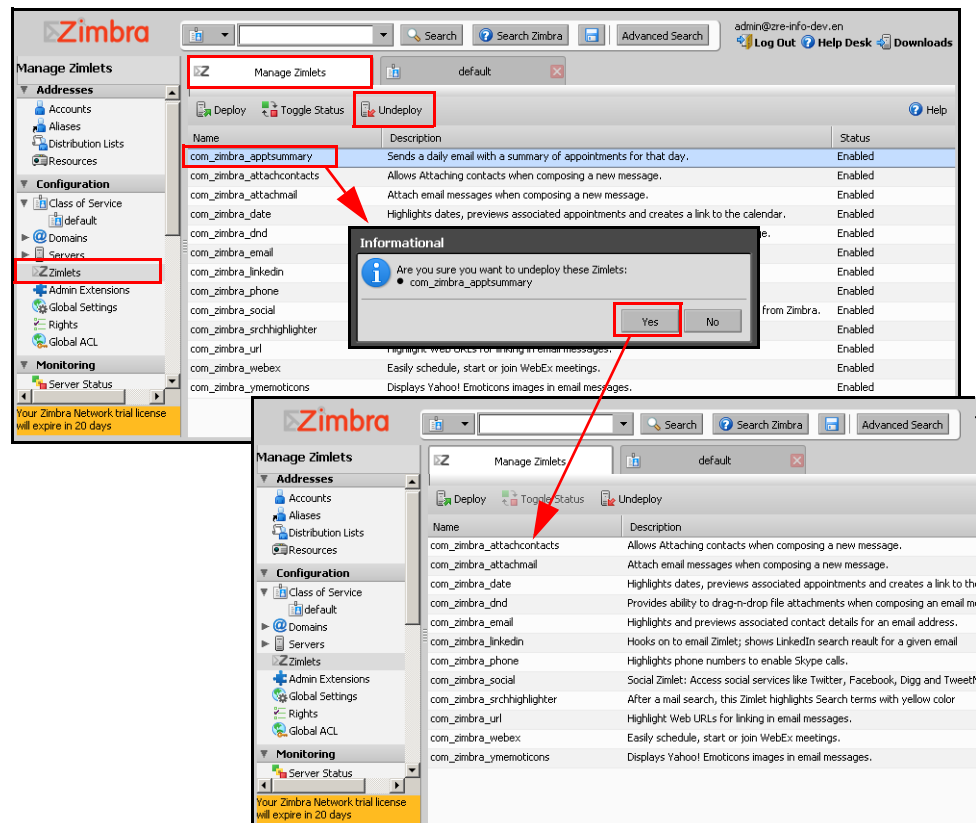 Zimbra
Search
Search Zimbra
Advanced Search
admin@zre-info-dev.en
Log Out
Help Desk
Downloads
Manage Zimlets
Addresses
Accounts
Aliases
Distribution Lists
Resources
Configuration
Class of Service
default
Domains
Servers
Zimlets
Admin Extensions
Global Settings
Rights
Global ACL
Monitoring
Server Status
Your Zimbra Network trial license
will expire in 20 days
Manage Zimlets
default
Deploy
Toggle Status
Undeploy
Help
Name Description Status
com_zimbra_apptsummary Sends a daily email with a summary of appointments for that day. Enabled
com_zimbra_attachcontacts Allows Attaching contacts when composing a new message. Enabled
com_zimbra_attachmail Attach email messages when composing a new message. Enabled
com_zimbra_date Highlights dates, previews associated appointments and creates a link to the calendar. Enabled
com_zimbra_dnd ge. Enabled
com_zimbra_email Enabled
com_zimbra_linkedin Enabled
com_zimbra_phone Enabled
com_zimbra_social from Zimbra. Enabled
com_zimbra_srchhighlighter Enabled
com_zimbra_url Highlight Web URLs for linking in email messages. Enabled
com_zimbra_webex Easily schedule, start or join WebEx meetings. Enabled
com_zimbra_ymemoticons Displays Yahoo! Emoticons images in email messages. Enabled
Informational
Are you sure you want to undeploy these Zimlets:
● com_zimbra_apptsummary
Yes
No
Zimbra
Search
Search Zimbra
Advanced Search
Manage Zimlets
Addresses
Accounts
Aliases
Distribution Lists
Resources
Configuration
Class of Service
default
Domains
Servers
Zimlets
Admin Extensions
Global Settings
Rights
Global ACL
Monitoring
Server Status
Your Zimbra Network trial license
will expire in 20 days
Manage Zimlets
default
Deploy
Toggle Status
Undeploy
Name Description
com_zimbra_attachcontacts Allows Attaching contacts when composing a new message.
com_zimbra_attachmail Attach email messages when composing a new message.
com_zimbra_date Highlights dates, previews associated appointments and creates a link to the
com_zimbra_dnd Provides ability to drag-n-drop file attachments when composing an email
com_zimbra_email Highlights and previews associated contact details for an email address.
com_zimbra_linkedin Hooks on to email Zimlet; shows LinkedIn search reault for a given email
com_zimbra_phone Highlights phone numbers to enable Skype calls.
com_zimbra_social Social Zimlet: Access social services like Twitter, Facebook, Digg and Tweet
com_zimbra_srchhighlighter After a mail search, this Zimlet highlights Search terms with yellow color
com_zimbra_url Highlight Web URLs for linking in email messages.
com_zimbra_webex Easily schedule, start or join WebEx meetings.
com_zimbra_ymemoticons Displays Yahoo! Emoticons images in email messages.